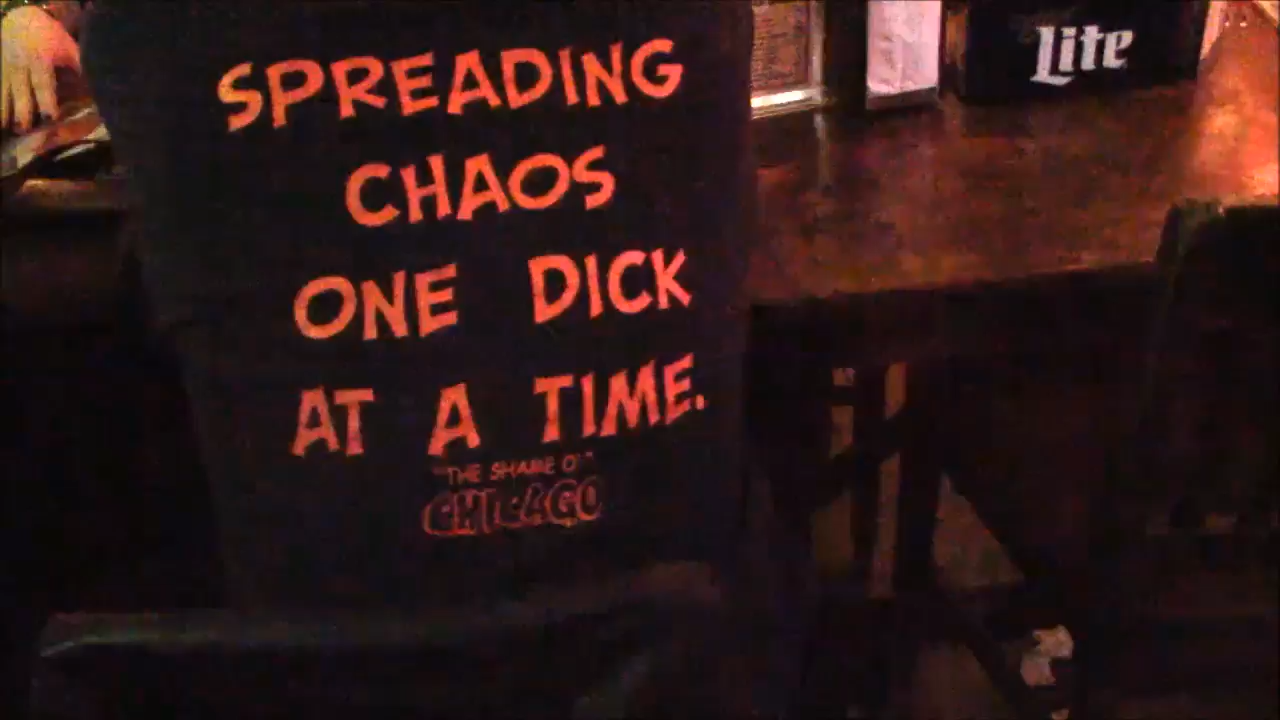 SPREADING
CHAOS
ONE DICK
AT A TIME.
"THE SHAME O'"
CHICAGO
Lite